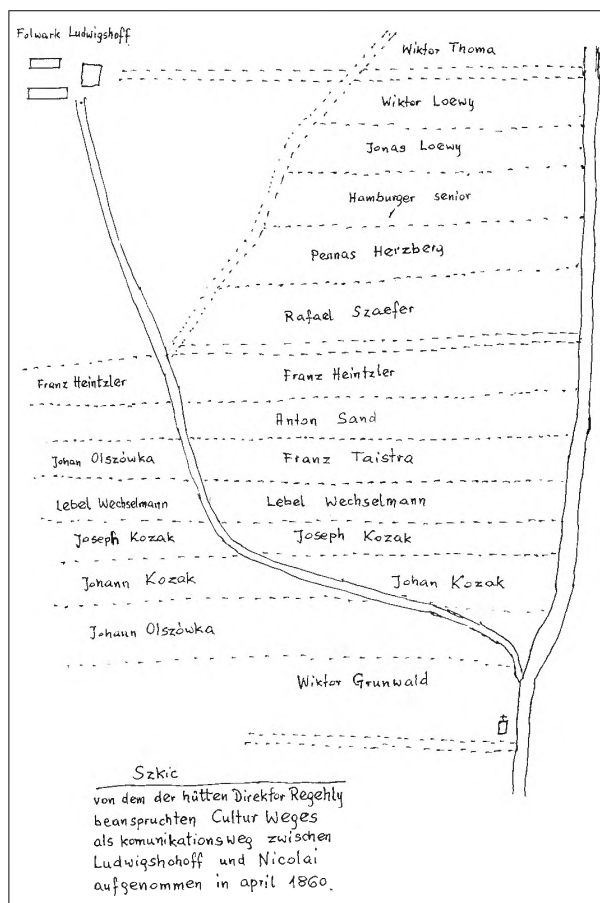 Folwark Ludwigshoff
Wiktor Thoma
Wiktor Loewy
Jonas Loewy
Hamburger senior
Pennas Herzberg
Rafael Szaefer
Franz Heintzler Franz Heintzler
Anton Sand
Johan Olszówka Franz Taistra
Lebel Wechselmann Lebel Wechselmann
Joseph Kozak Joseph Kozak
Johann Kozak Johan Kozak
Johann Olszówka
Wiktor Grunwald
Szkic
von dem der hütten Direktor Regehly
beanspruchten Cultur Weges
als komunikationsweg zwischen
Ludwigshohoff und Nicolai
aufgenommen in april 1860.